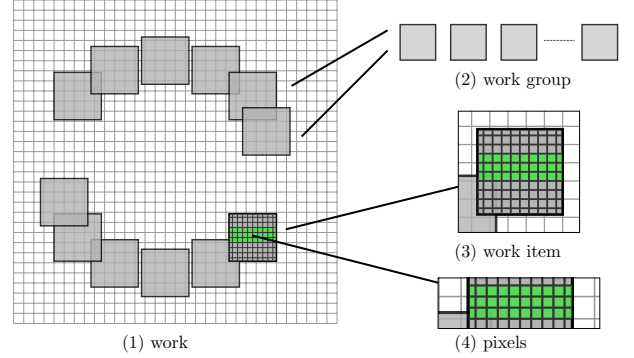 (2) work group
(3) work item
(1) work
(4) pixels